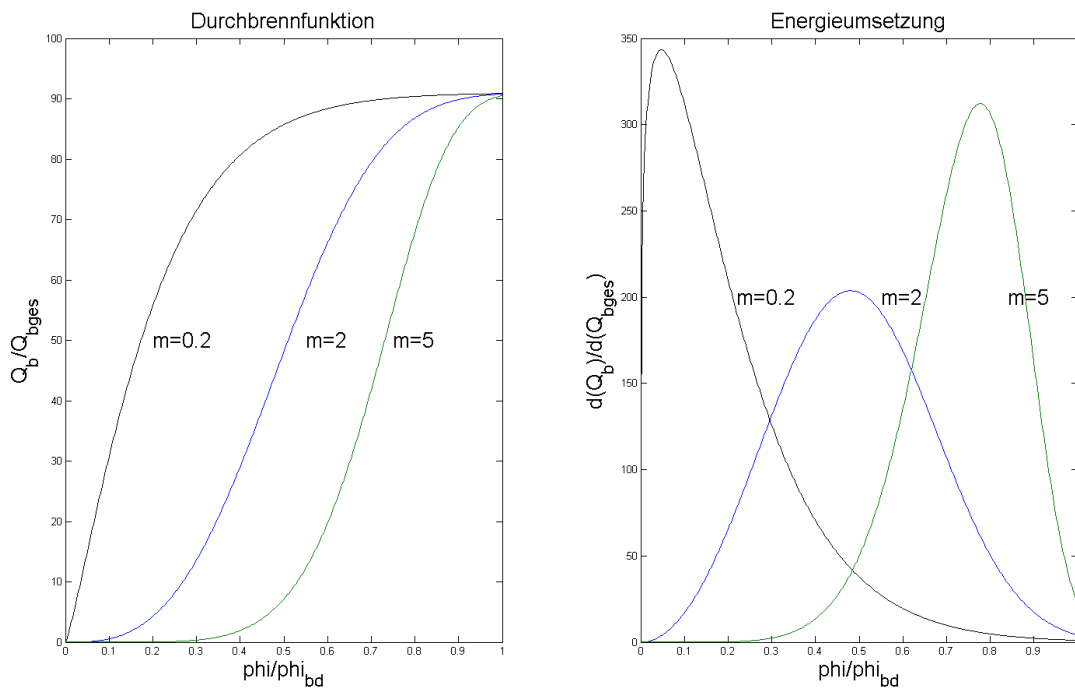 Durchbrennfunktion
100
90
80
70
60
50
40
30
20
10
0
Q_b/Q_bges
m=0.2
m=2
m=5
0 0.1 0.2 0.3 0.4 0.5 0.6 0.7 0.8 0.9 1
phi/phi_bd
Energieumsetzung
350
300
250
200
150
100
50
0
d(Q_b)/d(Q_bges)
m=0.2
m=2
m=5
0 0.1 0.2 0.3 0.4 0.5 0.6 0.7 0.8 0.9
phi/phi_bd